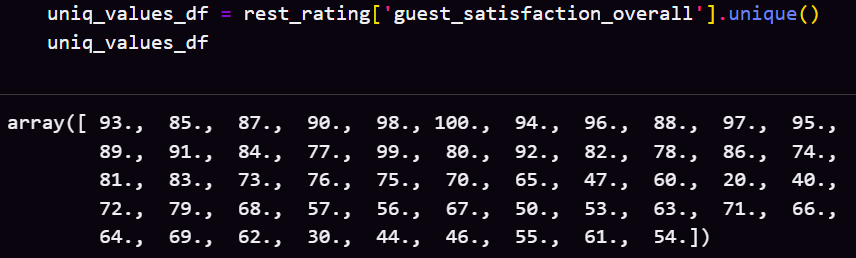 uniq_values_df = rest_rating['guest_satisfaction_overall'].unique()
uniq_values_df
array([ 93.,  85.,  87.,  90.,  98., 100.,  94.,  96.,  88.,  97.,  95.,
        89.,  91.,  84.,  77.,  99.,  80.,  92.,  82.,  78.,  86.,  74.,
        81.,  83.,  73.,  76.,  75.,  70.,  65.,  47.,  60.,  20.,  40.,
        72.,  79.,  68.,  57.,  56.,  67.,  50.,  53.,  63.,  71.,  66.,
        64.,  69.,  62.,  30.,  44.,  46.,  55.,  61.,  54.])